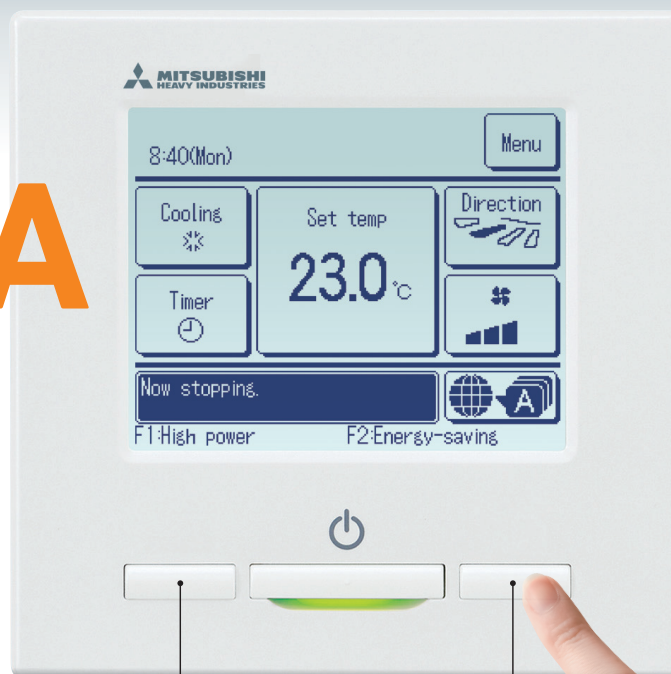 MITSUBISHI
HEAVY INDUSTRIES
8:40(Mon)
Menu
Cooling
Set temp
Direction
23.0 °C
Timer
Now stopping.
A
F1:High power
F2:Energy-saving
A